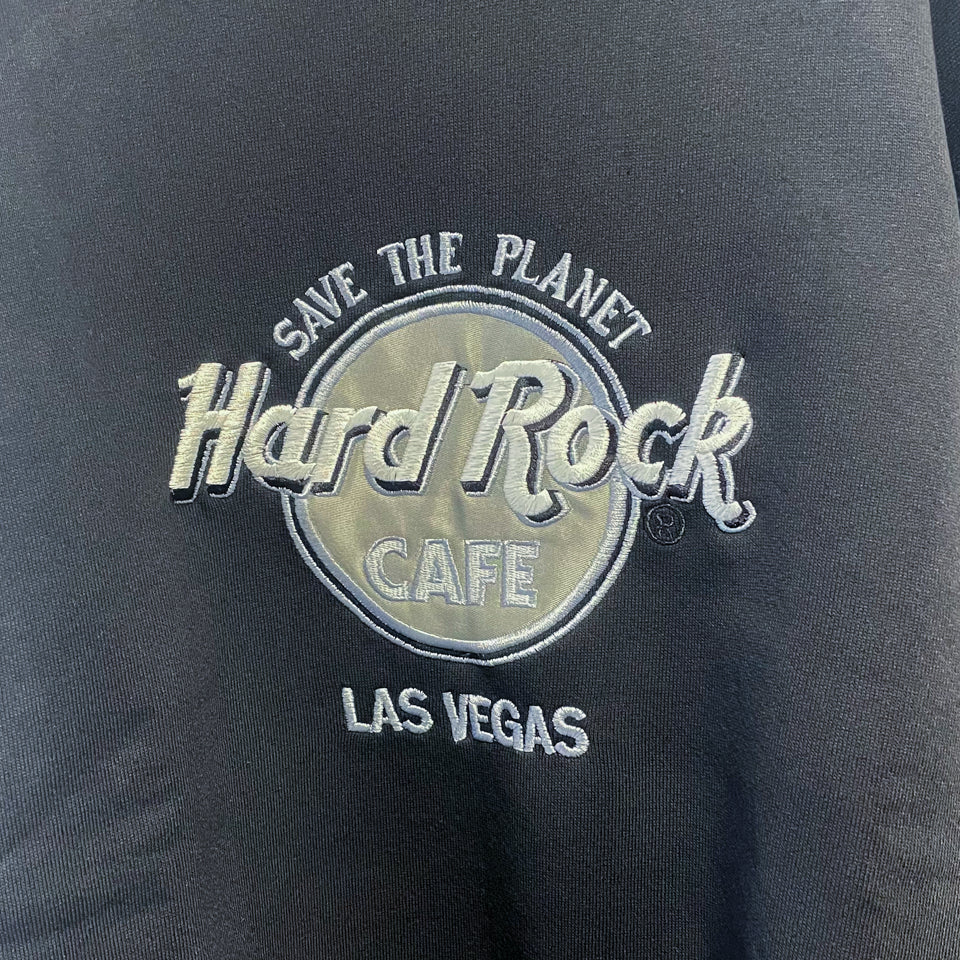 SAVE THE PLANET
Hard Rock
®
CAFE
LAS VEGAS